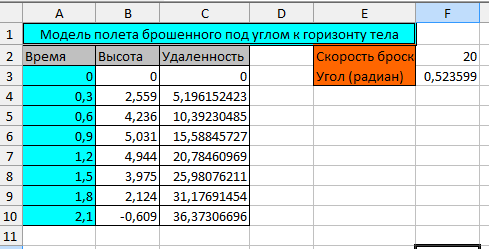 A B C D E F
1 Модель полета брошенного под углом к горизонту тела
2 Время Высота Удаленность Скорость броск 20
3 0 0 0 Угол (радиан) 0,523599
4 0,3 2,559 5,196152423
5 0,6 4,236 10,39230485
6 0,9 5,031 15,58845727
7 1,2 4,944 20,78460969
8 1,5 3,975 25,98076211
9 1,8 2,124 31,17691454
10 2,1 -0,609 36,37306696
11